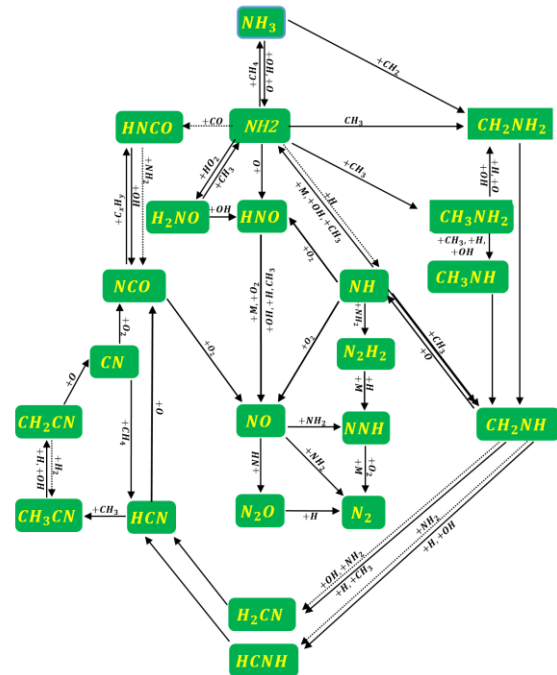 NH₃
+CH₂
+CH₄
+OH, +O
HNCO
+CO
NH2
CH₃
CH₂NH₂
+HO₂
+CH₃
+O
+H
+M, +OH, +CH₃
+CH₃
+H, +O
+OH
+NH₂
+OH
+CₓHᵧ
H₂NO
+OH
HNO
CH₃NH₂
+CH₃, +H,
+OH
CH₃NH
+O₂
NCO
NH
+M, +O₂
+OH, +H, CH₃
+NH₂
+CH₃
+O
+O₂
CN
+O₂
+O₂
N₂H₂
+O
+O
+H
+M
CH₂CN
+CH₄
NO
+NH₂
NNH
CH₂NH
+H, +OH
+H₂
+NH
+NH₂
+O₂
+M
CH₃CN
+CH₃
HCN
N₂O
+H
N₂
+NH₂
+H, +OH
+OH, +NH₂
+H, +CH₃
H₂CN
HCNH